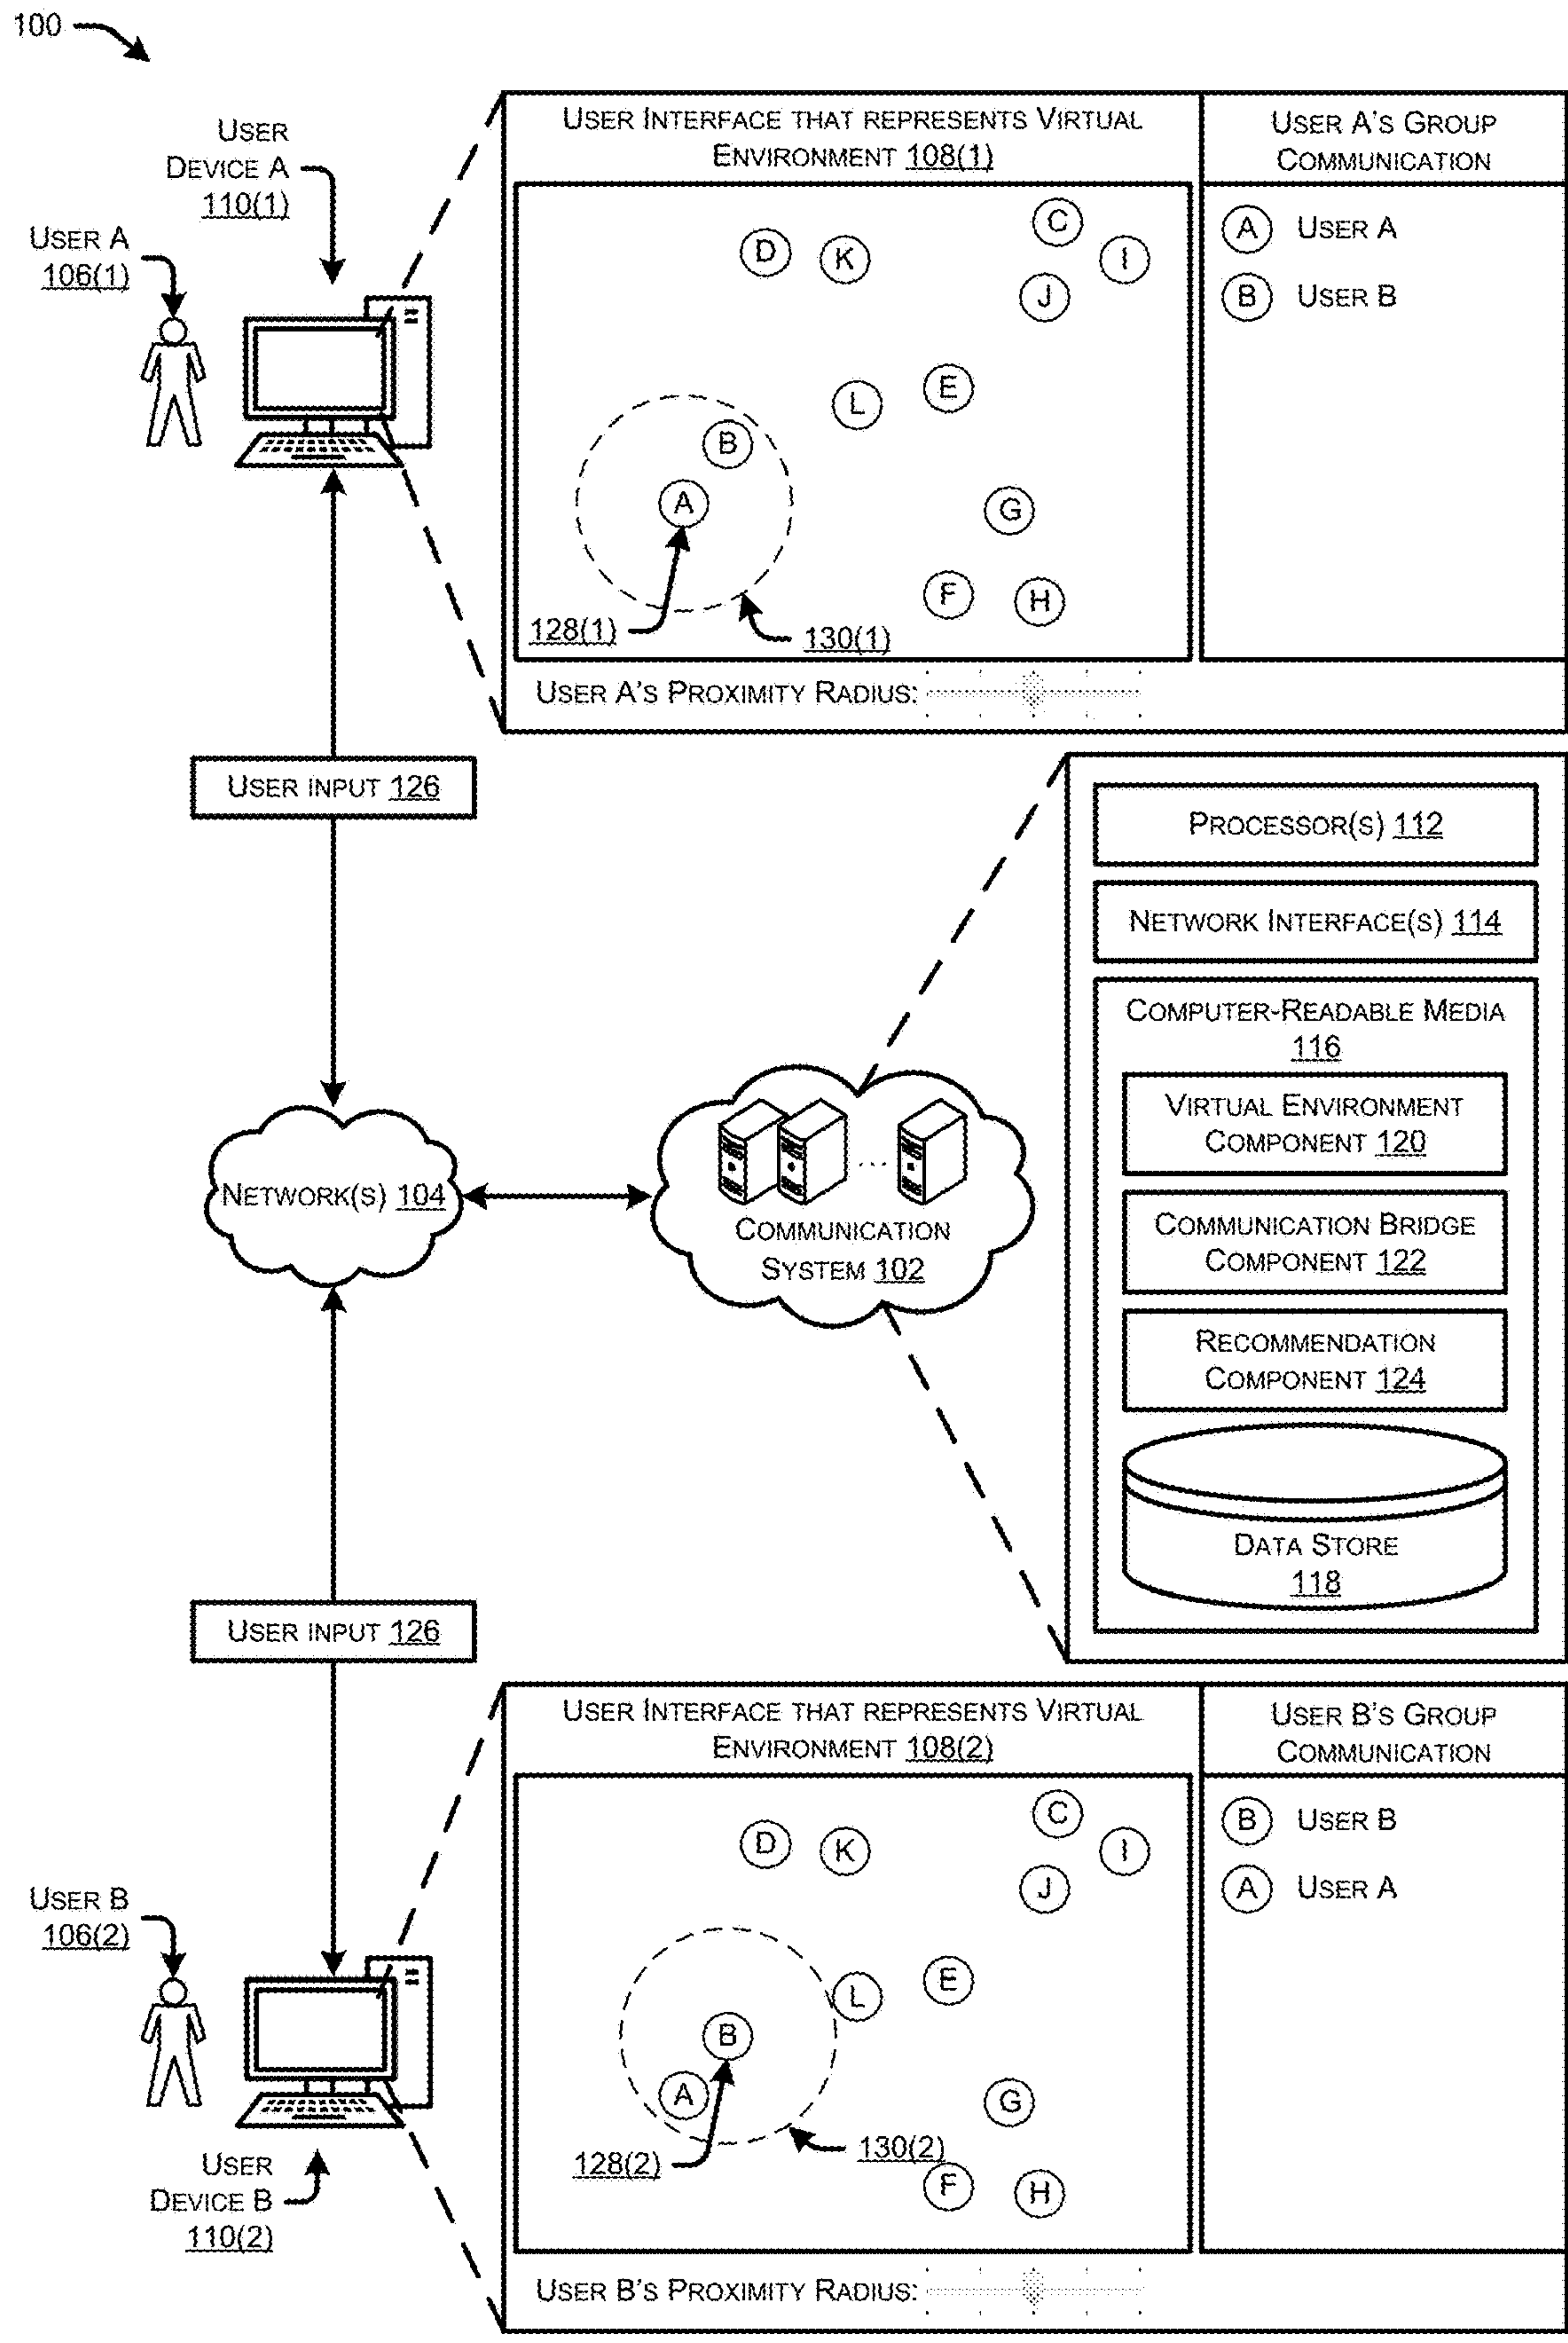 100
USER
DEVICE A
110(1)
USER A
106(1)
USER INTERFACE THAT REPRESENTS VIRTUAL
ENVIRONMENT 108(1)
USER A'S GROUP
COMMUNICATION
A USER A
B USER B
C
D
K
I
J
E
L
B
A
G
F
H
128(1)
130(1)
USER A'S PROXIMITY RADIUS:
USER INPUT 126
PROCESSOR(S) 112
NETWORK INTERFACE(S) 114
COMPUTER-READABLE MEDIA
116
VIRTUAL ENVIRONMENT
COMPONENT 120
COMMUNICATION BRIDGE
COMPONENT 122
RECOMMENDATION
COMPONENT 124
DATA STORE
118
NETWORK(S) 104
...
COMMUNICATION
SYSTEM 102
USER INPUT 126
USER INTERFACE THAT REPRESENTS VIRTUAL
ENVIRONMENT 108(2)
USER B'S GROUP
COMMUNICATION
B USER B
A USER A
C
D
K
I
J
E
L
B
A
G
F
H
128(2)
130(2)
USER B
106(2)
USER
DEVICE B
110(2)
USER B'S PROXIMITY RADIUS: